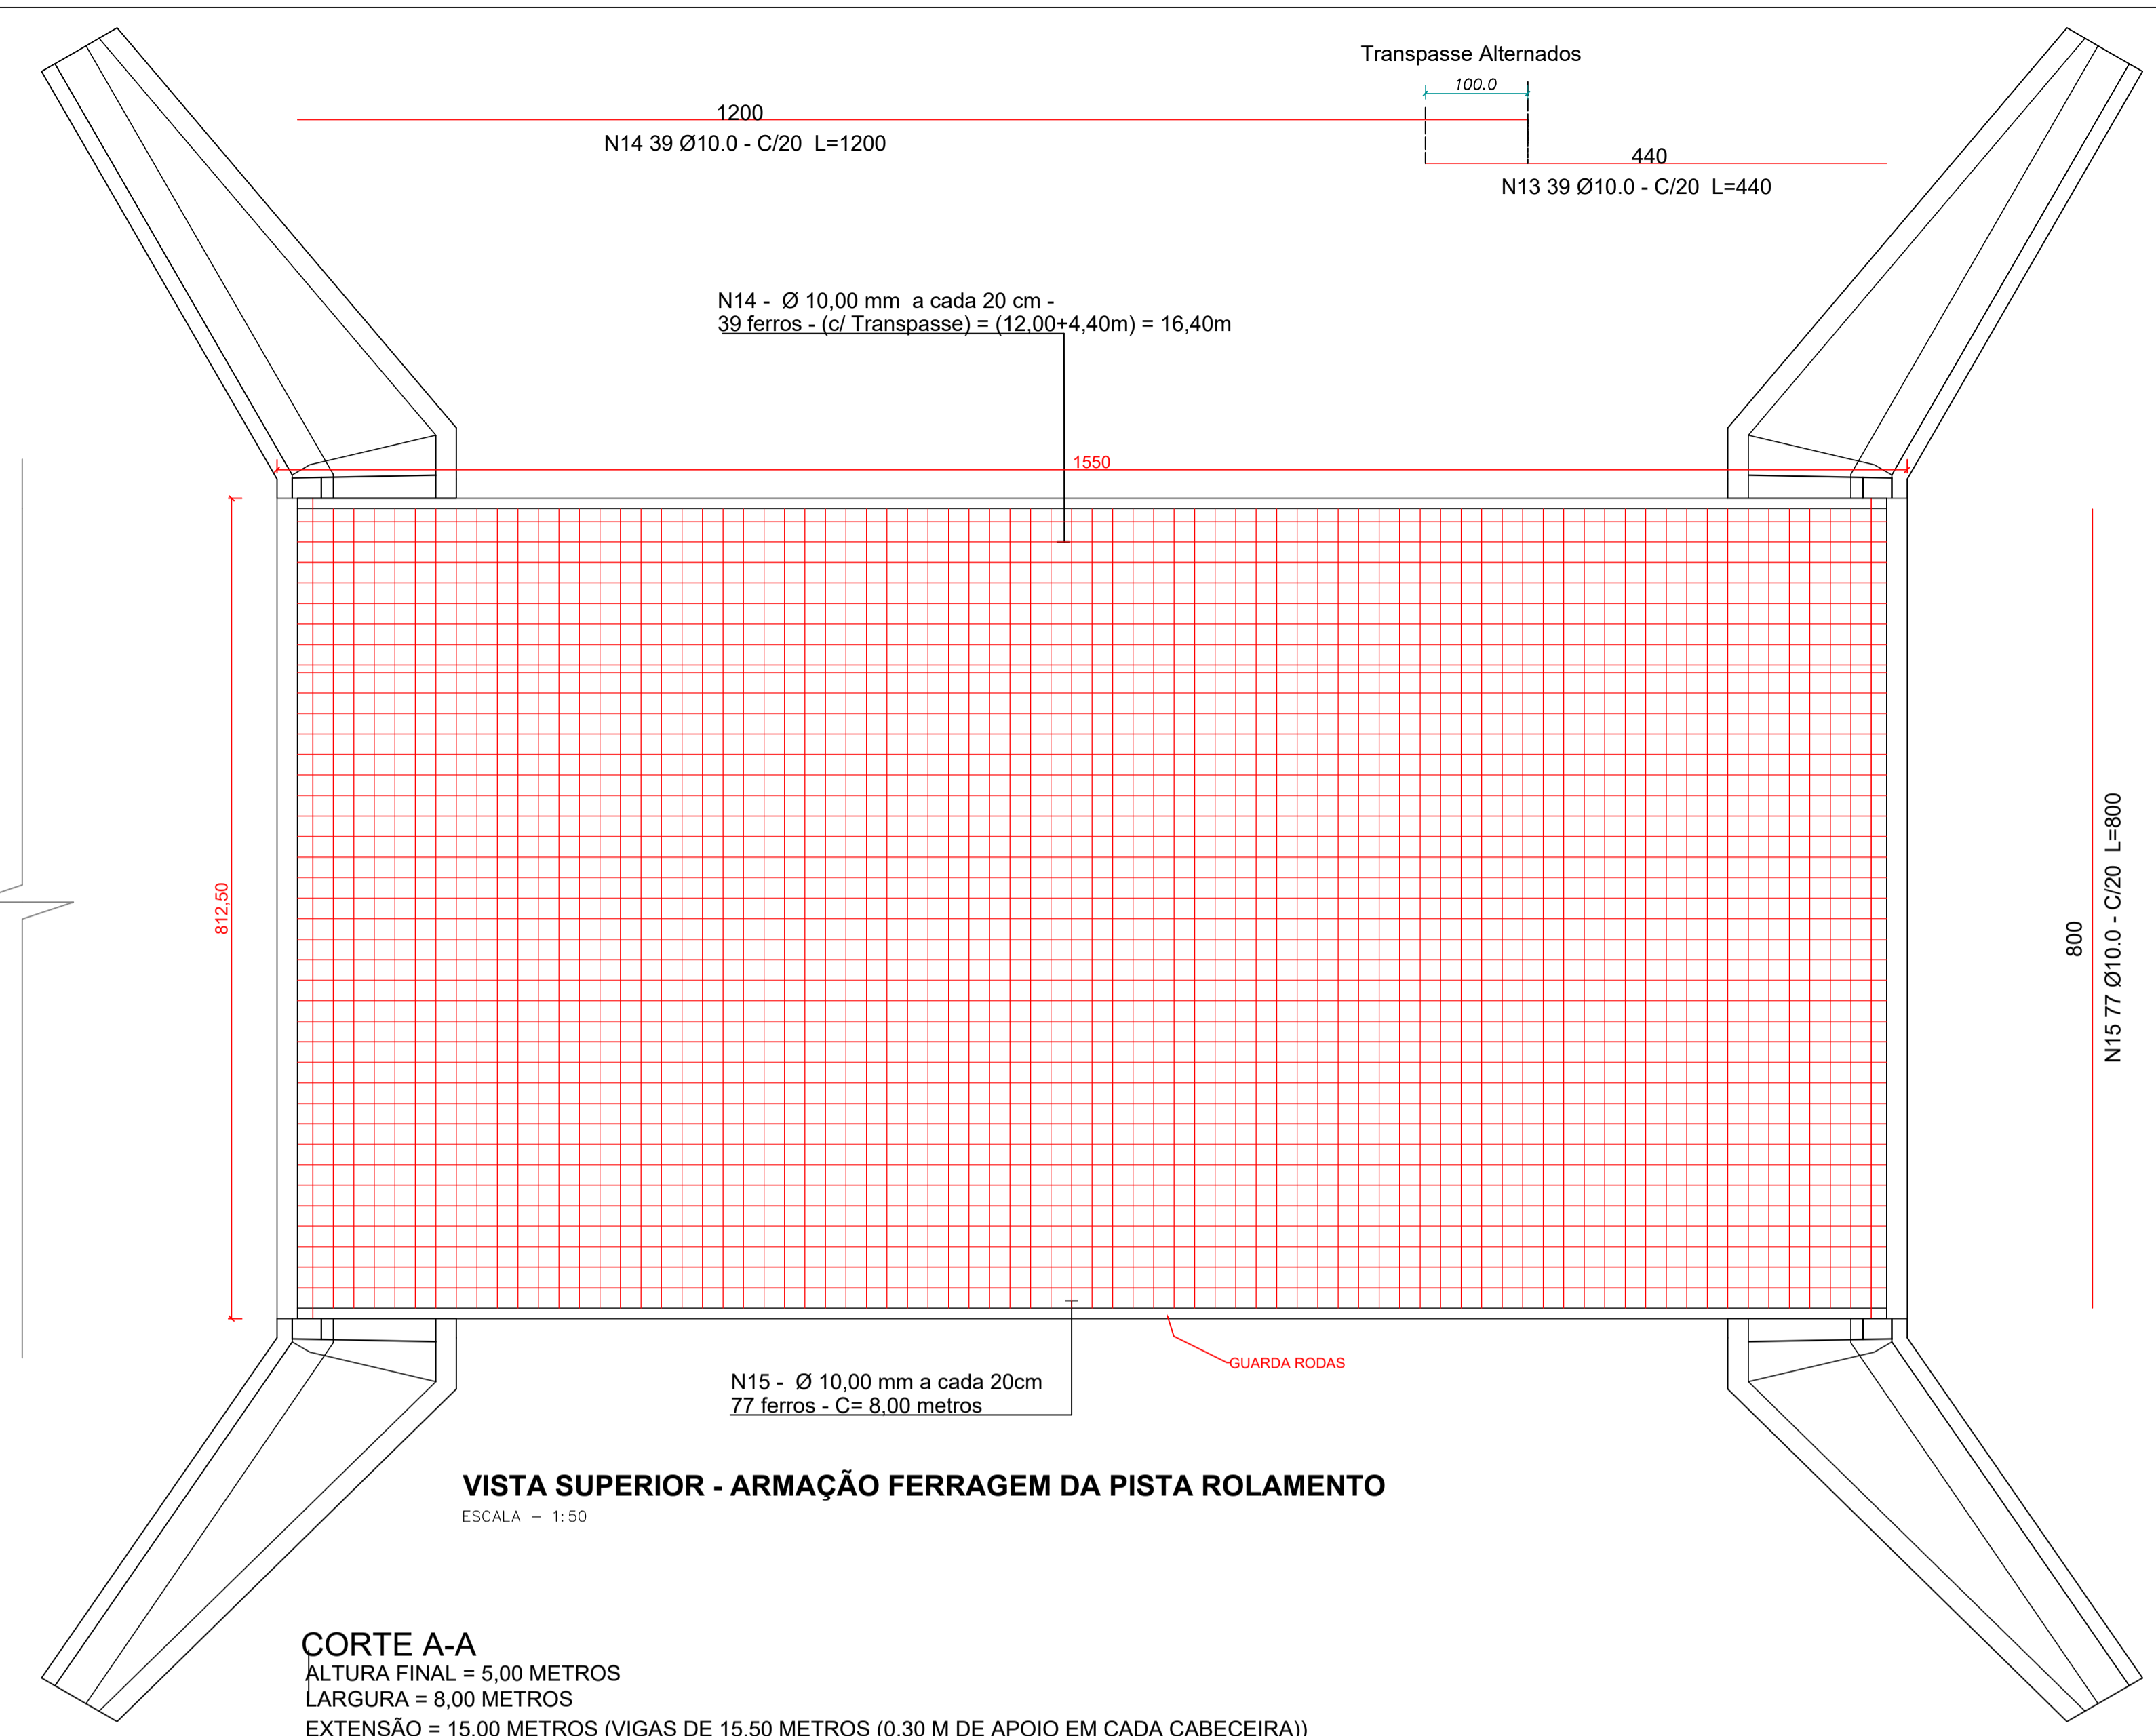 Transpasse Alternados
100.0
1200
N14 39 Ø10.0 - C/20 L=1200
440
N13 39 Ø10.0 - C/20 L=440
N14 - Ø 10,00 mm a cada 20 cm -
39 ferros - (c/ Transpasse) = (12,00+4,40m) = 16,40m
1550
812,50
800
N15 77 Ø10.0 - C/20 L=800
GUARDA RODAS
N15 - Ø 10,00 mm a cada 20cm
77 ferros - C= 8,00 metros
VISTA SUPERIOR - ARMAÇÃO FERRAGEM DA PISTA ROLAMENTO
ESCALA - 1:50
CORTE A-A
ALTURA FINAL = 5,00 METROS
LARGURA = 8,00 METROS
EXTENSÃO = 15,00 METROS (VIGAS DE 15,50 METROS (0,30 M DE APOIO EM CADA CABECEIRA))